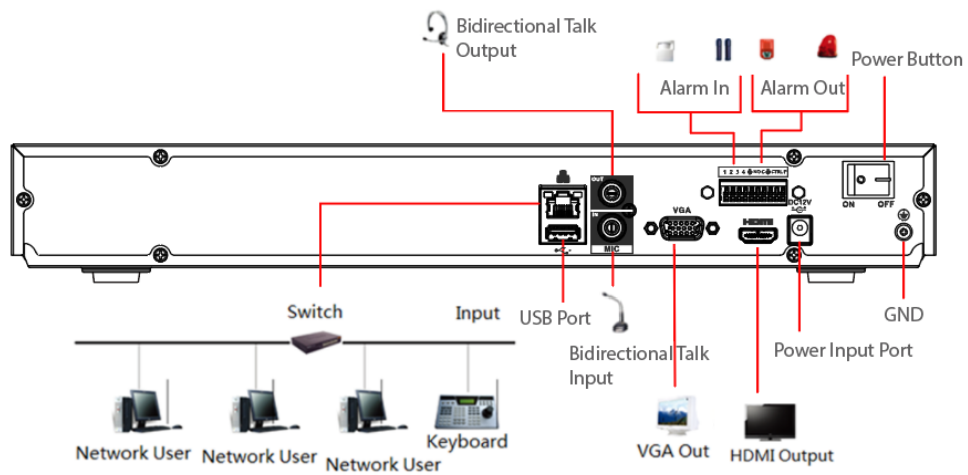 Bidirectional Talk
Output
Alarm In
Alarm Out
Power Button
OUT
IN
MIC
VGA
1 2 3 4
HDMI
DC12V
ON OFF
Switch
Input
USB Port
Bidirectional Talk
Input
Power Input Port
GND
Network User
Network User
Network User
Keyboard
VGA Out
HDMI Output